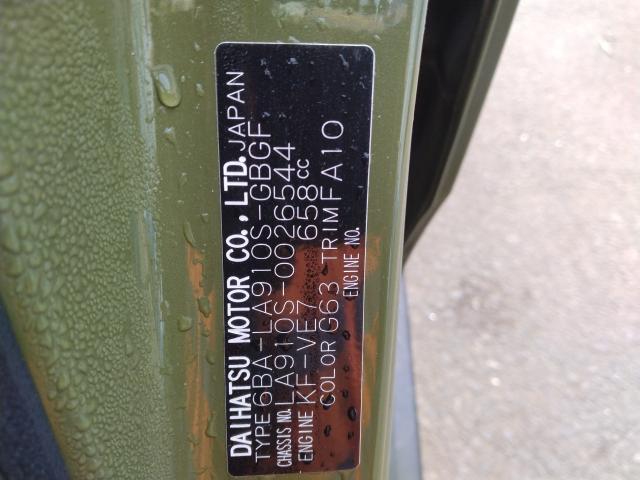 DAIHATSU MOTOR CO., LTD. JAPAN
TYPE 6BA-LA910S-GBGF
CHASSIS NO. LA910S-0026544
ENGINE KF-VE7 658cc
COLOR G63 TRIM FA10
ENGINE NO.